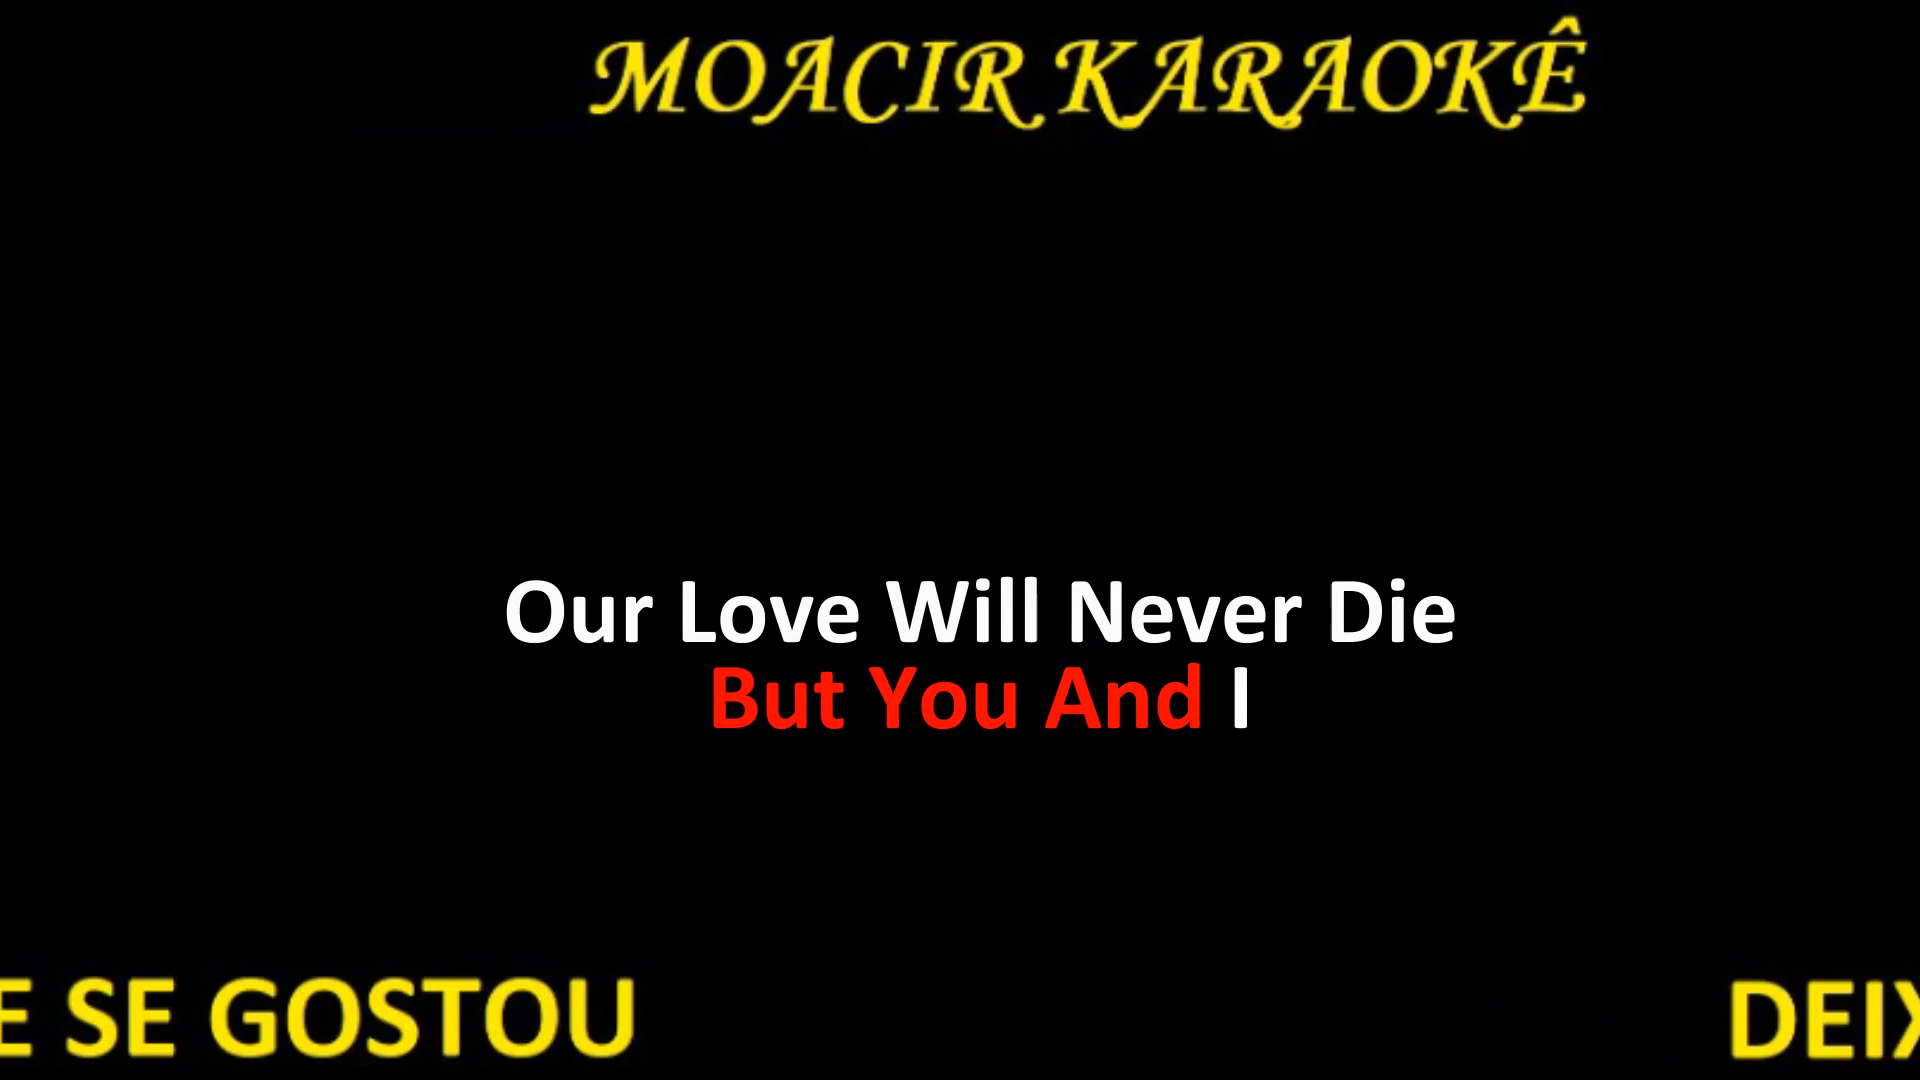 MOACIR KARAOKÊ
Our Love Will Never Die
But You And I
E SE GOSTOU
DEIX